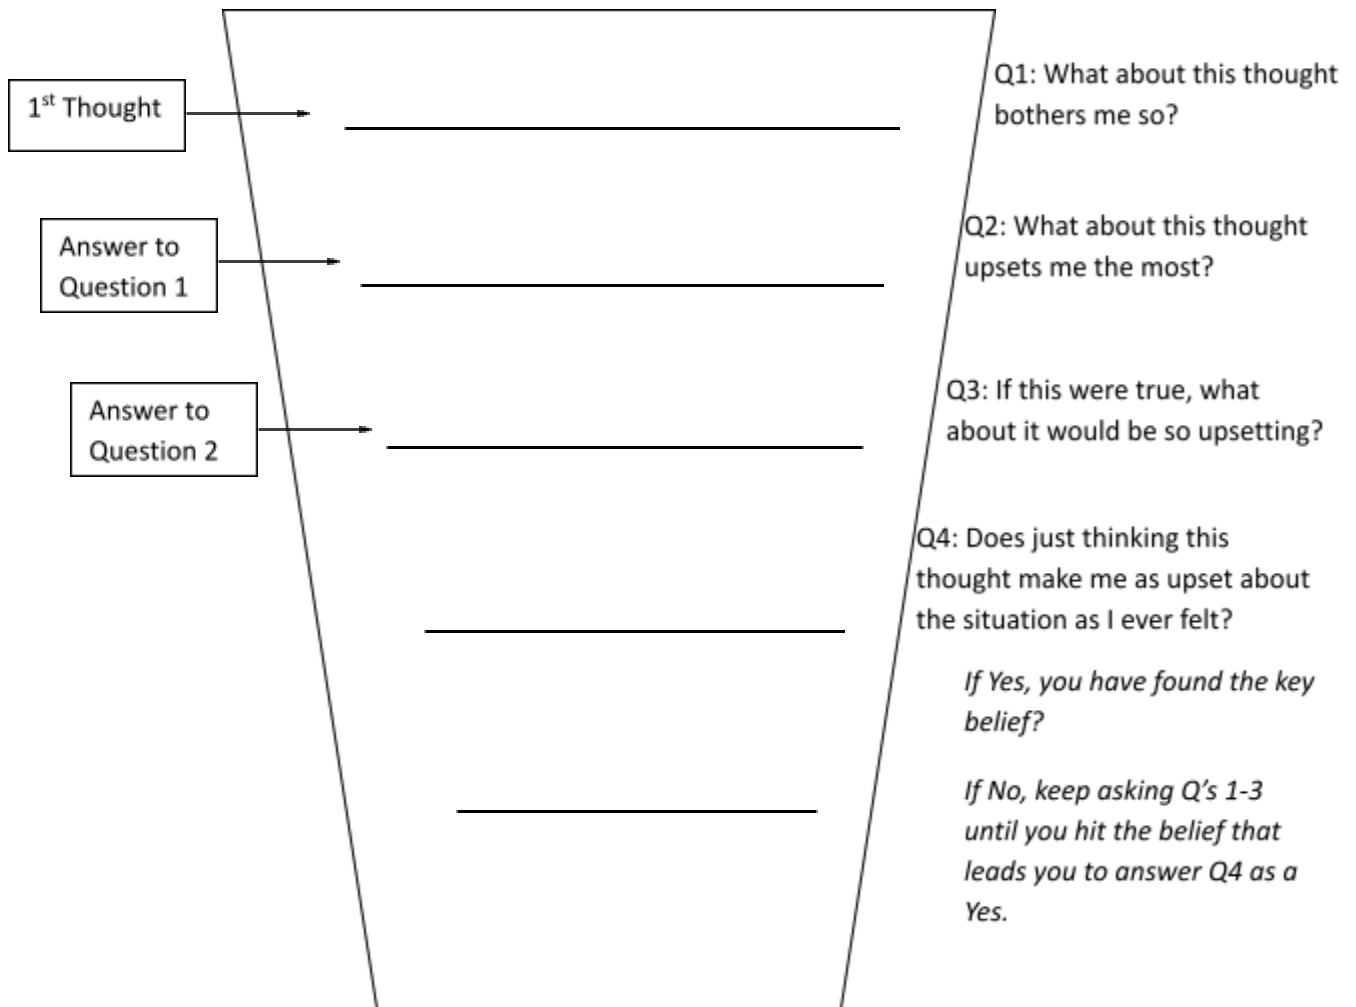 1st Thought
Q1: What about this thought
bothers me so?
Answer to
Question 1
Q2: What about this thought
upsets me the most?
Answer to
Question 2
Q3: If this were true, what
about it would be so upsetting?
Q4: Does just thinking this
thought make me as upset about
the situation as I ever felt?
If Yes, you have found the key
belief?
If No, keep asking Q’s 1-3
until you hit the belief that
leads you to answer Q4 as a
Yes.